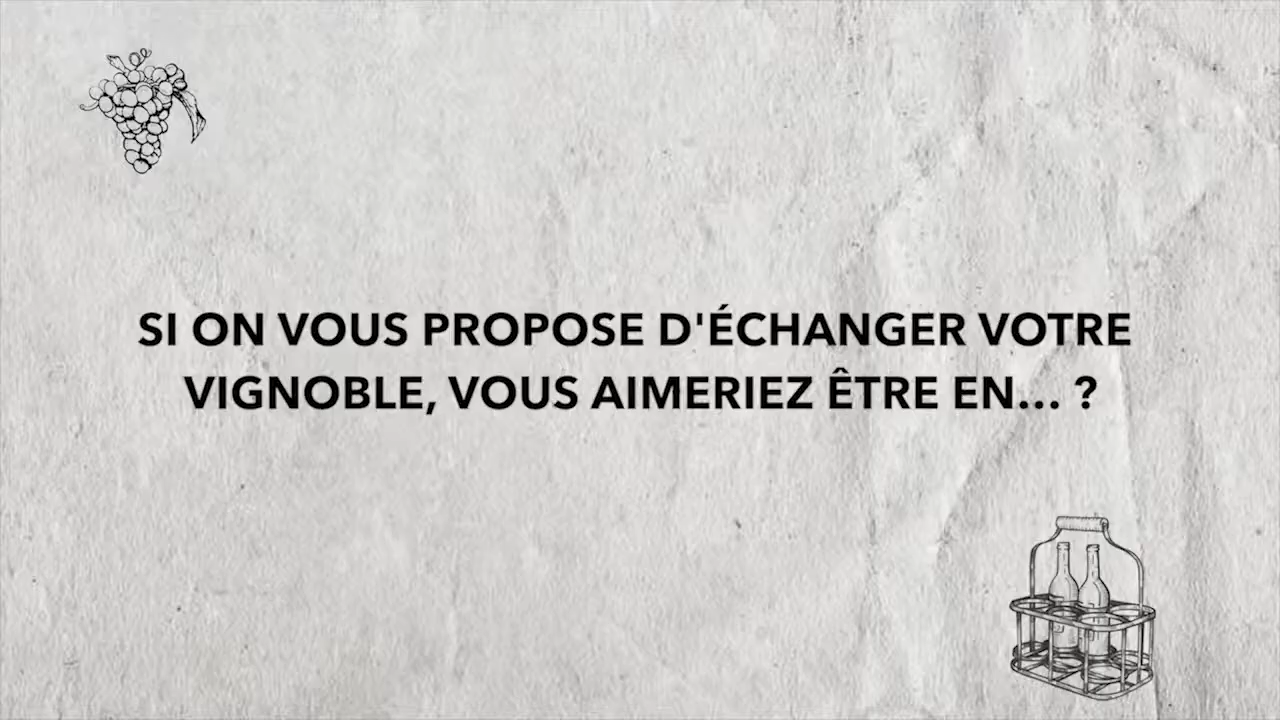 SI ON VOUS PROPOSE D'ÉCHANGER VOTRE
VIGNOBLE, VOUS AIMERIEZ ÊTRE EN... ?